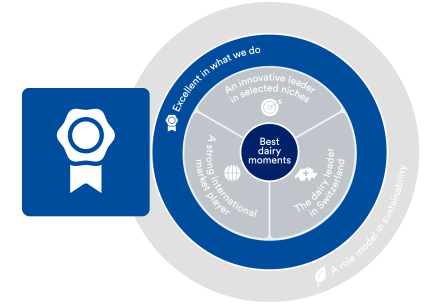 Excellent in what we do
An innovative leader
in selected niches
Best
dairy
moments
A strong international
market player
The dairy leader
in Switzerland
A role model in sustainability